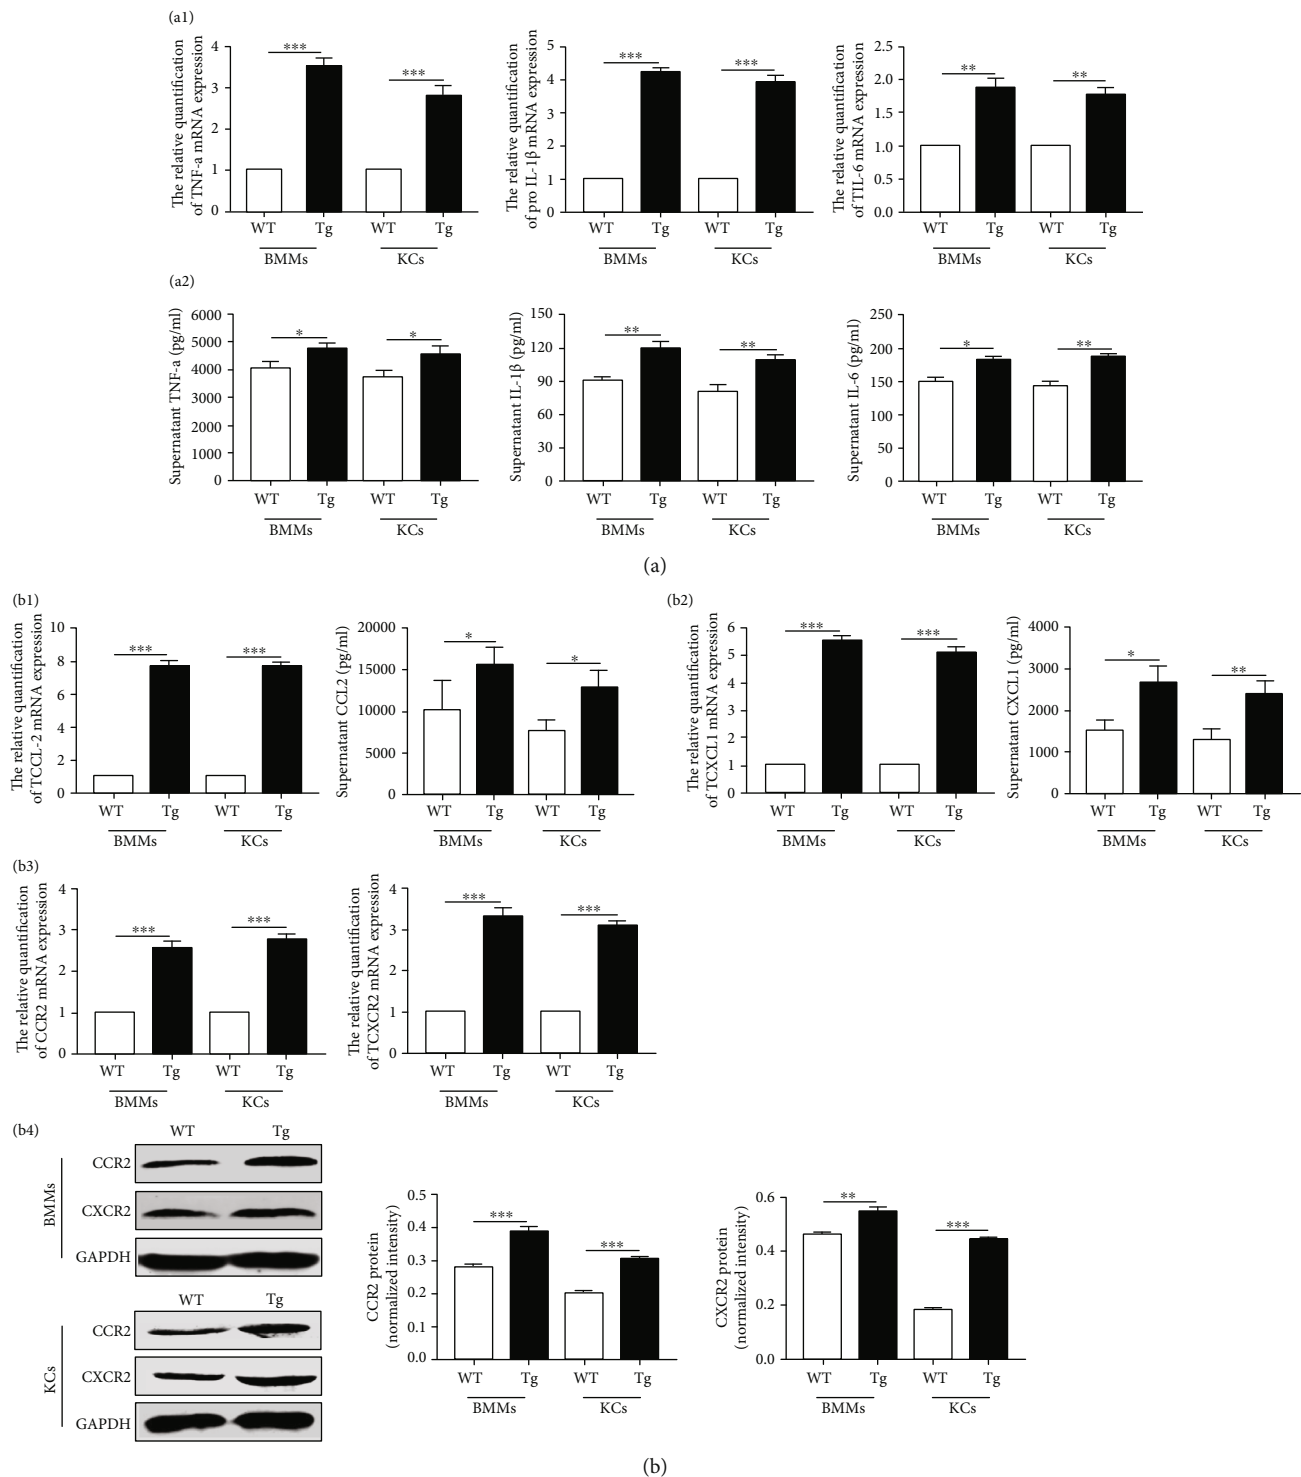 (a1)
The relative quantification
of TNF-a mRNA expression
4
3
2
1
0
***
***
WT Tg WT Tg
BMMs KCs
The relative quantification
of pro IL-1β mRNA expression
5
4
3
2
1
0
***
***
WT Tg WT Tg
BMMs KCs
The relative quantification
of TIL-6 mRNA expression
2.5
2.0
1.5
1.0
0.5
0.0
**
**
WT Tg WT Tg
BMMs KCs
(a2)
Supernatant TNF-a (pg/ml)
6000
5000
4000
3000
2000
1000
0
*
*
WT Tg WT Tg
BMMs KCs
Supernatant IL-1β (pg/ml)
150
120
90
60
30
0
**
**
WT Tg WT Tg
BMMs KCs
Supernatant IL-6 (pg/ml)
250
200
150
100
50
0
*
**
WT Tg WT Tg
BMMs KCs
(a)
(b1)
The relative quantification
of TCCL-2 mRNA expression
10
8
6
4
2
0
***
***
WT Tg WT Tg
BMMs KCs
Supernatant CCL2 (pg/ml)
20000
15000
10000
5000
0
*
*
WT Tg WT Tg
BMMs KCs
(b2)
The relative quantification
of TCXCL1 mRNA expression
6
5
4
3
2
1
0
***
***
WT Tg WT Tg
BMMs KCs
Supernatant CXCL1 (pg/ml)
4000
3000
2000
1000
0
*
**
WT Tg WT Tg
BMMs KCs
(b3)
The relative quantification
of CCR2 mRNA expression
4
3
2
1
0
***
***
WT Tg WT Tg
BMMs KCs
The relative quantification
of TCXCR2 mRNA expression
4
3
2
1
0
***
***
WT Tg WT Tg
BMMs KCs
(b4)
WT Tg
BMMs
CCR2
CXCR2
GAPDH
WT Tg
KCs
CCR2
CXCR2
GAPDH
CCR2 protein
(normalized intensity)
0.5
0.4
0.3
0.2
0.1
0.0
***
***
WT Tg WT Tg
BMMs KCs
CXCR2 protein
(normalized intensity)
0.6
0.4
0.2
0.0
**
***
WT Tg WT Tg
BMMs KCs
(b)